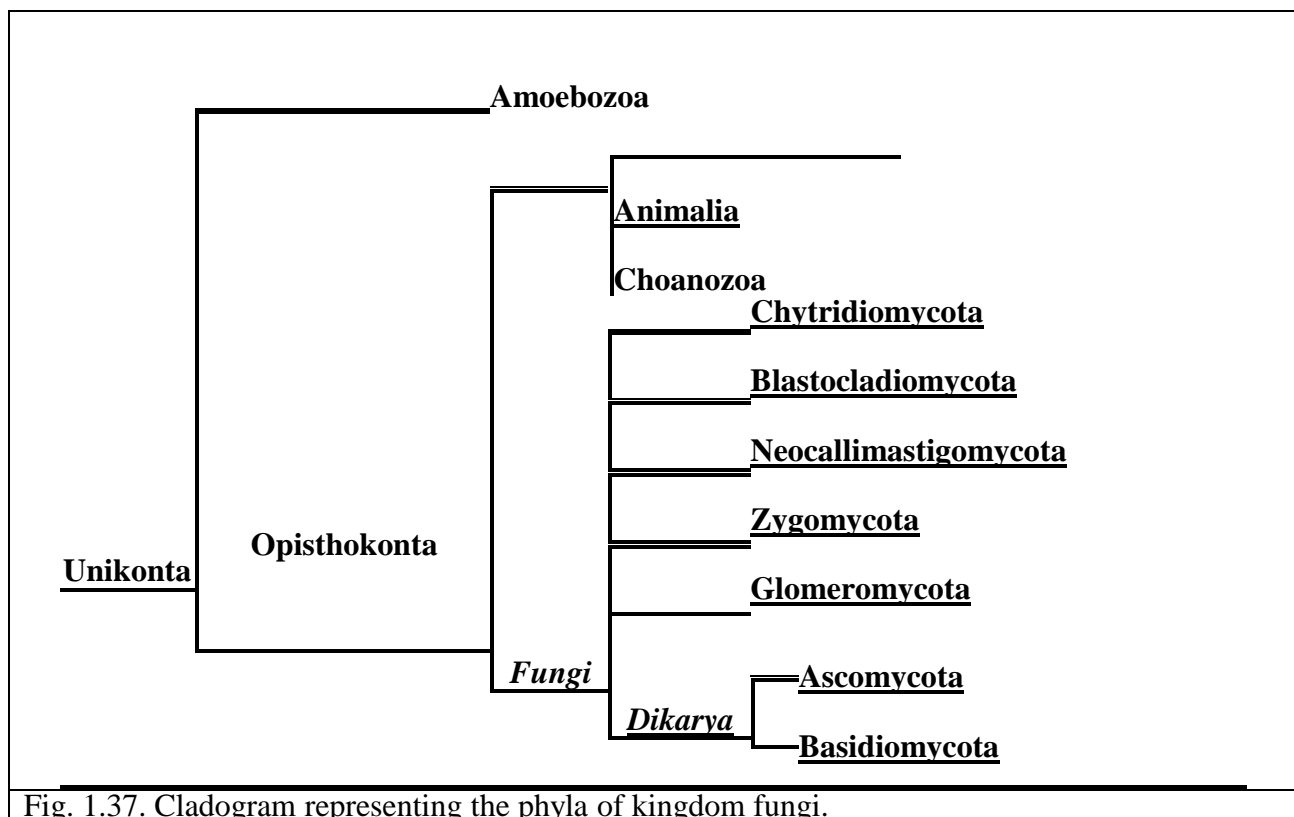 Amoebozoa
Animalia
Choanozoa
Chytridiomycota
Blastocladiomycota
Neocallimastigomycota
Zygomycota
Opisthokonta
Unikonta
Glomeromycota
Fungi
Ascomycota
Dikarya
Basidiomycota
Fig. 1.37. Cladogram representing the phyla of kingdom fungi.